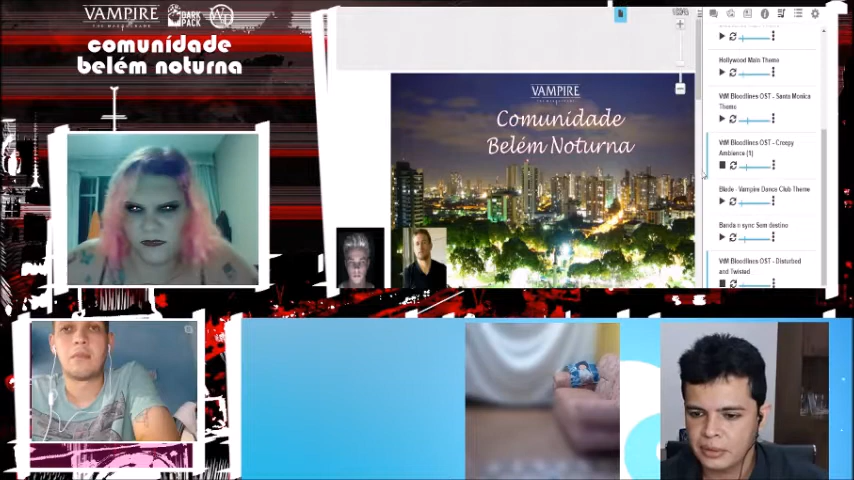 VAMPIRE
DARK
PACK
comunidade
belém noturna
VAMPIRE
Comunidade
Belém Noturna
Hollywood Main Theme
VtM Bloodlines OST - Santa Monica
Theme
VtM Bloodlines OST - Creepy
Ambience (1)
Blade - Vampire Dance Club Theme
Banda n sync Sem destino
VtM Bloodlines OST - Disturbed
and Twisted